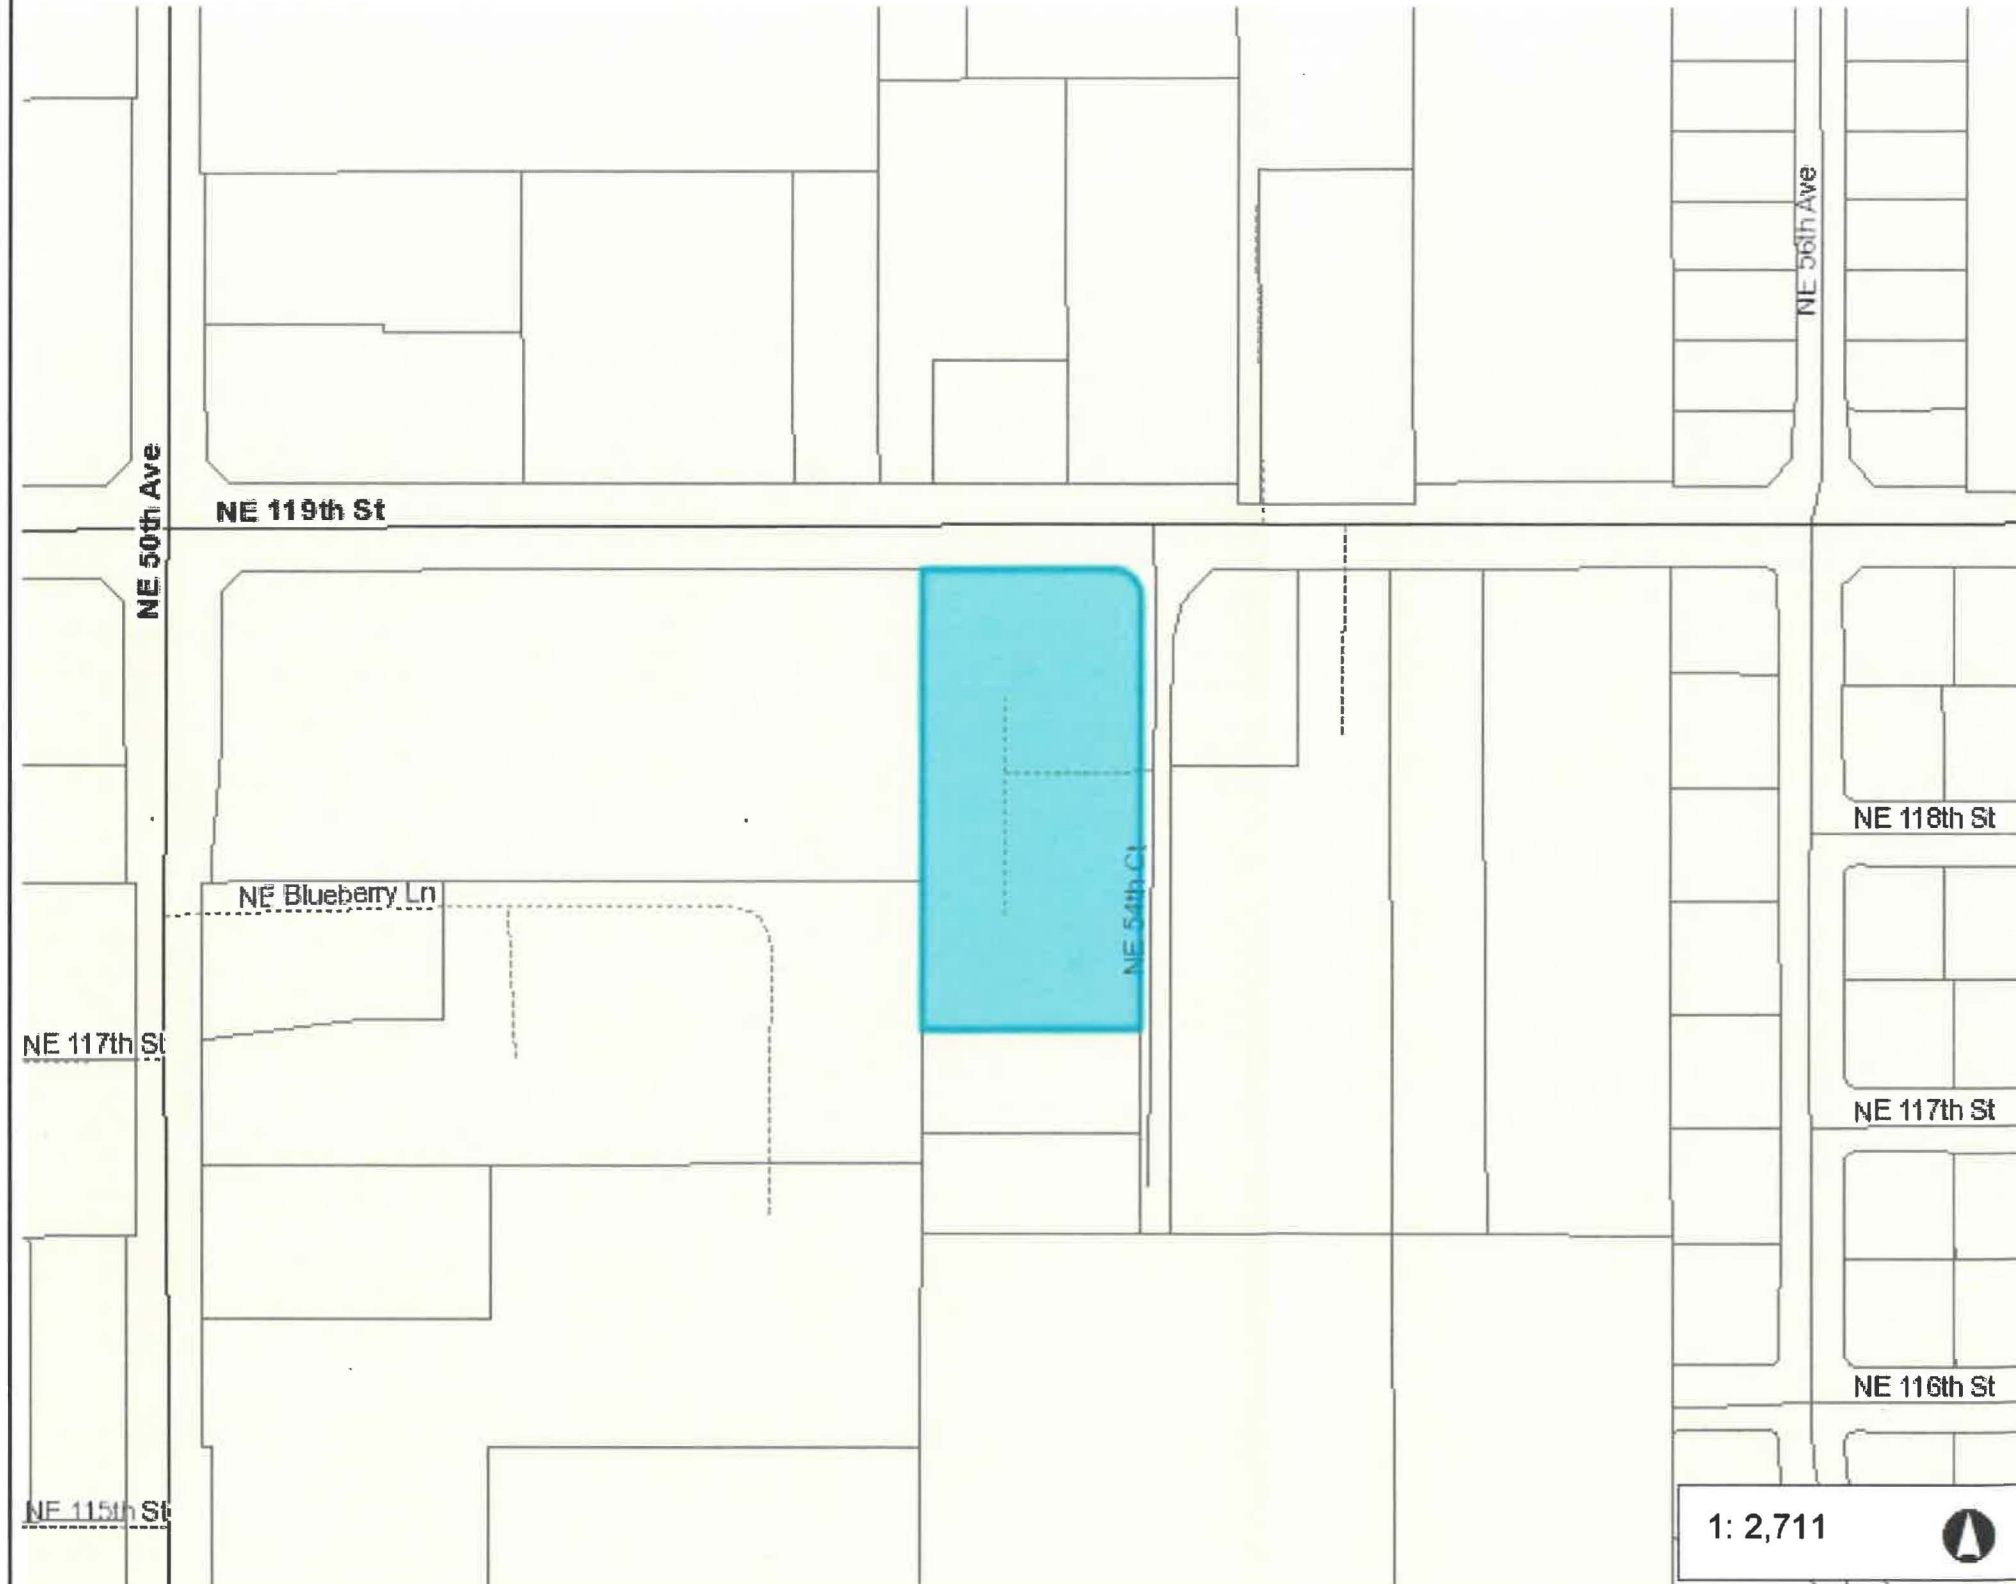 NE 56th Ave
NE 50th Ave
NE 119th St
NE 118th St
NE Blueberry Ln
NE 54th Ct
NE 117th St
NE 117th St
NE 116th St
NE 115th St
1: 2,711